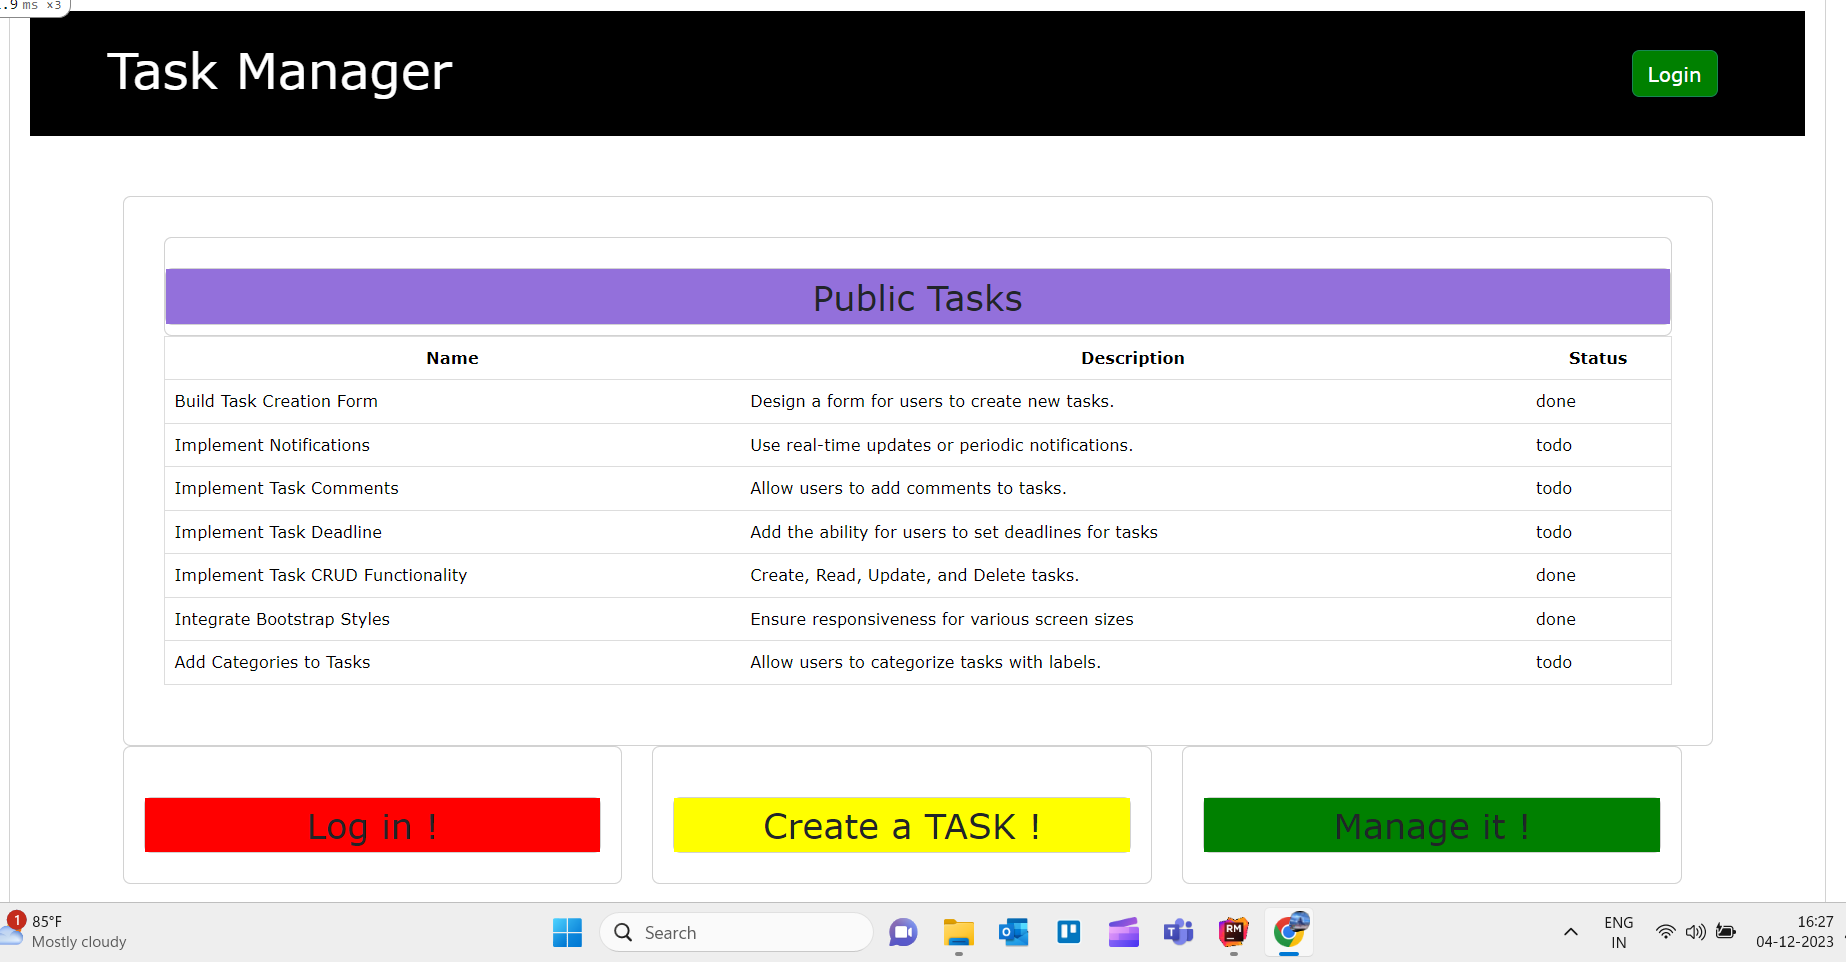 .9 ms ×3
Task Manager
Login
Public Tasks
Name Description Status
Build Task Creation Form Design a form for users to create new tasks. done
Implement Notifications Use real-time updates or periodic notifications. todo
Implement Task Comments Allow users to add comments to tasks. todo
Implement Task Deadline Add the ability for users to set deadlines for tasks todo
Implement Task CRUD Functionality Create, Read, Update, and Delete tasks. done
Integrate Bootstrap Styles Ensure responsiveness for various screen sizes done
Add Categories to Tasks Allow users to categorize tasks with labels. todo
Log in ! Create a TASK ! Manage it !
1
85°F
Mostly cloudy
Search
RM
ENG
IN
16:27
04-12-2023